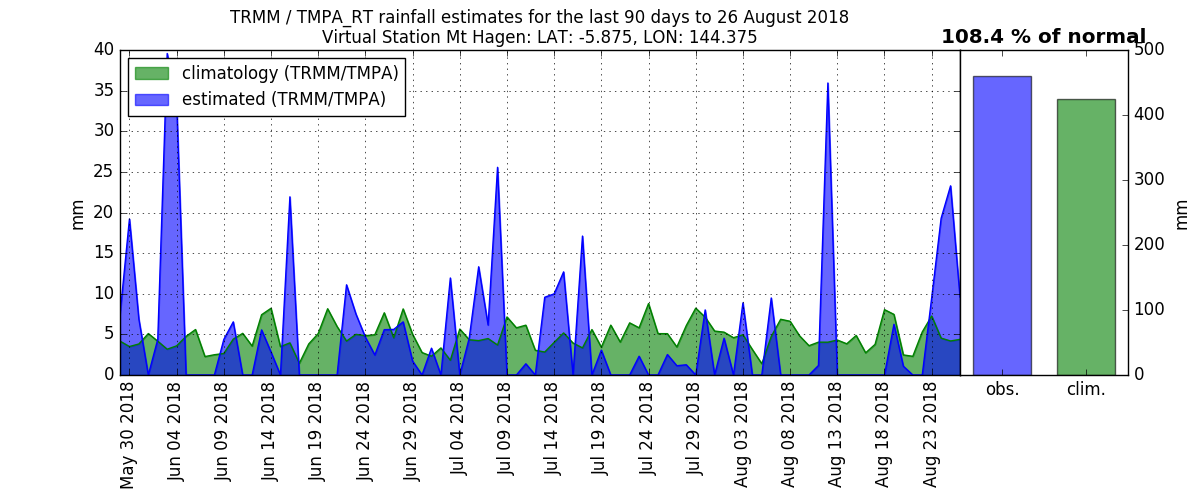 TRMM / TMPA_RT rainfall estimates for the last 90 days to 26 August 2018
Virtual Station Mt Hagen: LAT: -5.875, LON: 144.375
108.4 % of normal
climatology (TRMM/TMPA)
estimated (TRMM/TMPA)
40
35
30
25
20
15
10
5
0
mm
May 30 2018
Jun 04 2018
Jun 09 2018
Jun 14 2018
Jun 19 2018
Jun 24 2018
Jun 29 2018
Jul 04 2018
Jul 09 2018
Jul 14 2018
Jul 19 2018
Jul 24 2018
Jul 29 2018
Aug 03 2018
Aug 08 2018
Aug 13 2018
Aug 18 2018
Aug 23 2018
obs.
clim.
500
400
300
200
100
0
mm